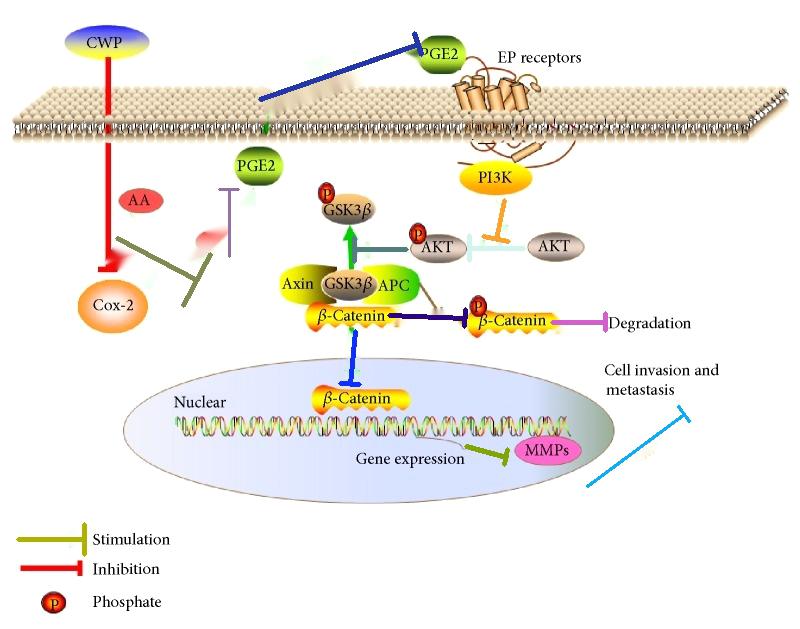 CWP
PGE2
EP receptors
PGE2
PI3K
AA
P
GSK3β
P
AKT
AKT
Cox-2
Axin
GSK3β
APC
β-Catenin
P
β-Catenin
Degradation
Cell invasion and
metastasis
Nuclear
β-Catenin
Gene expression
MMPs
Stimulation
Inhibition
P
Phosphate